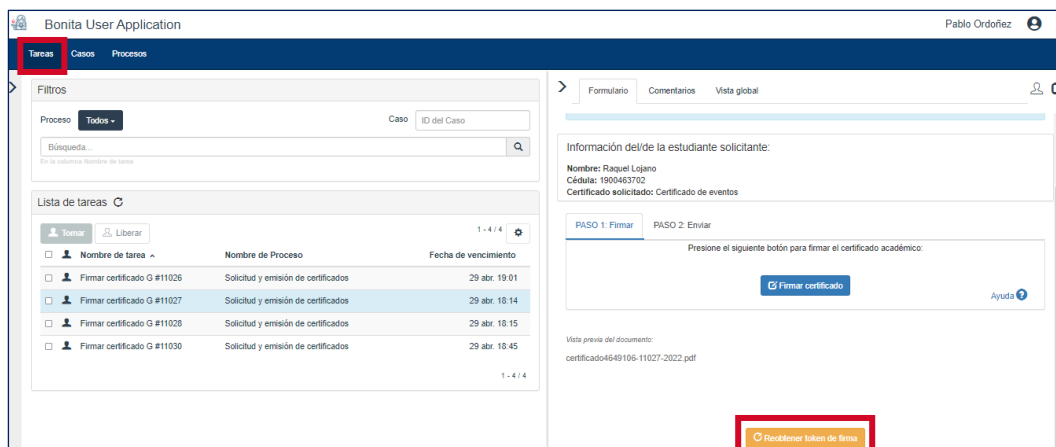 Bonita User Application
Pablo Ordoñez
Tareas Casos Procesos
Filtros
Proceso Todos
Caso ID del Caso
Búsqueda...
En la columna Nombre de tarea
Lista de tareas
Tomar Liberar
1 - 4 / 4
Nombre de tarea Nombre de Proceso Fecha de vencimiento
Firmar certificado G #11026 Solicitud y emisión de certificados 29 abr. 19:01
Firmar certificado G #11027 Solicitud y emisión de certificados 29 abr. 18:14
Firmar certificado G #11028 Solicitud y emisión de certificados 29 abr. 18:15
Firmar certificado G #11030 Solicitud y emisión de certificados 29 abr. 18:45
1 - 4 / 4
Formulario Comentarios Vista global
Información del/de la estudiante solicitante:
Nombre: Raquel Lojano
Cédula: 1900463702
Certificado solicitado: Certificado de eventos
PASO 1: Firmar PASO 2: Enviar
Presione el siguiente botón para firmar el certificado académico:
Firmar certificado
Ayuda
Vista previa del documento:
certificado4649106-11027-2022.pdf
Reobtener token de firma